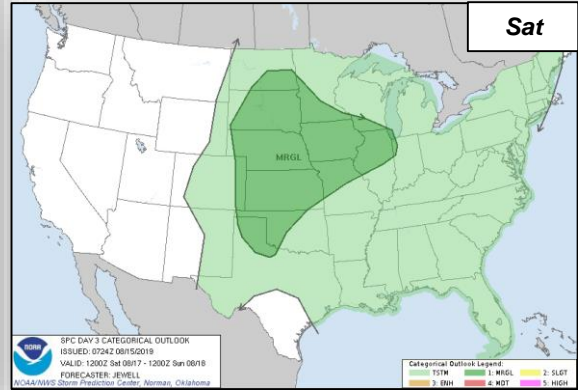 Sat
MRGL
NOAA
SPC DAY 3 CATEGORICAL OUTLOOK
ISSUED: 0724Z 08/15/2019
VALID: 1200Z Sat 08/17 - 1200Z Sun 08/18
FORECASTER: JEWELL
NOAA/NWS Storm Prediction Center, Norman, Oklahoma
Categorical Outlook Legend:
TSTM 1: MRGL 2: SLGT
3: ENH 4: MDT 5: HIGH